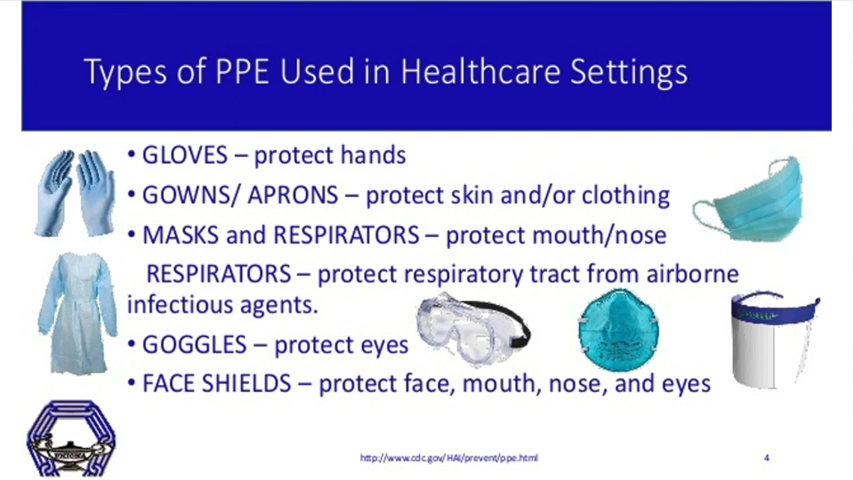 Types of PPE Used in Healthcare Settings
• GLOVES – protect hands
• GOWNS/ APRONS – protect skin and/or clothing
• MASKS and RESPIRATORS – protect mouth/nose
RESPIRATORS – protect respiratory tract from airborne
infectious agents.
• GOGGLES – protect eyes
• FACE SHIELDS – protect face, mouth, nose, and eyes
http://www.cdc.gov/HAI/prevent/ppe.html
4